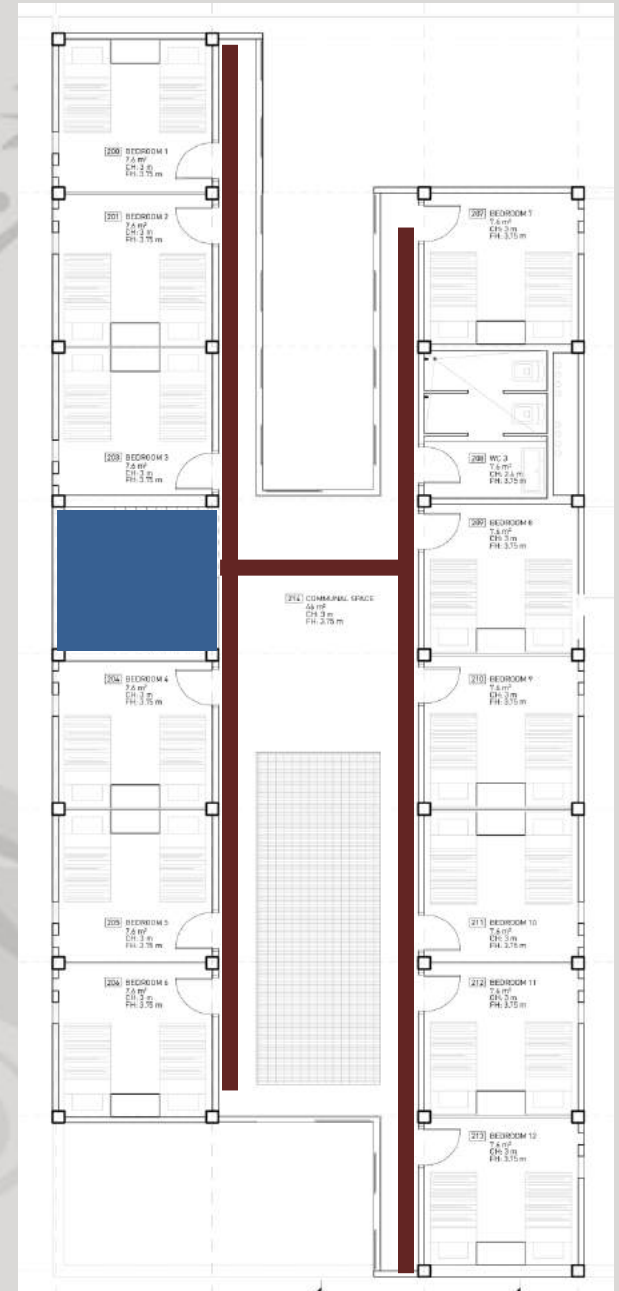 200 BEDROOM 1
7.6 m²
CH: 3 m
FH: 3.75 m
201 BEDROOM 2
7.6 m²
CH: 3 m
FH: 3.75 m
203 BEDROOM 3
7.6 m²
CH: 3 m
FH: 3.75 m
204 BEDROOM 4
7.6 m²
CH: 3 m
FH: 3.75 m
205 BEDROOM 5
7.6 m²
CH: 3 m
FH: 3.75 m
206 BEDROOM 6
7.6 m²
CH: 3 m
FH: 3.75 m
214 COMMUNAL SPACE
46 m²
CH: 3 m
FH: 3.75 m
207 BEDROOM 7
7.6 m²
CH: 3 m
FH: 3.75 m
208 WC 3
7.6 m²
CH: 2.4 m
FH: 3.75 m
209 BEDROOM 8
7.6 m²
CH: 3 m
FH: 3.75 m
210 BEDROOM 9
7.6 m²
CH: 3 m
FH: 3.75 m
211 BEDROOM 10
7.6 m²
CH: 3 m
FH: 3.75 m
212 BEDROOM 11
7.6 m²
CH: 3 m
FH: 3.75 m
213 BEDROOM 12
7.6 m²
CH: 3 m
FH: 3.75 m